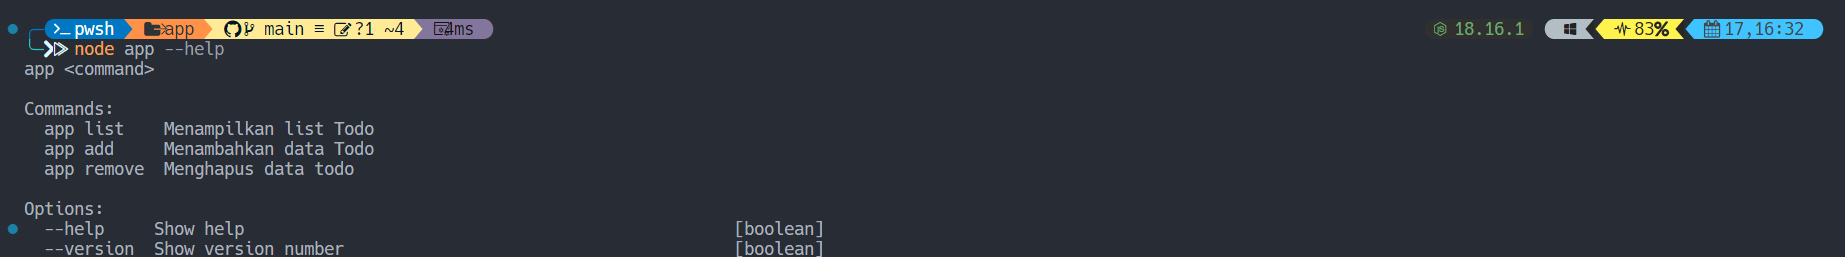 pwsh app main ≡ ?1 ~4 4ms 18.16.1 83% 17,16:32
node app --help
app <command>
Commands:
app list Menampilkan list Todo
app add Menambahkan data Todo
app remove Menghapus data todo
Options:
--help Show help [boolean]
--version Show version number [boolean]